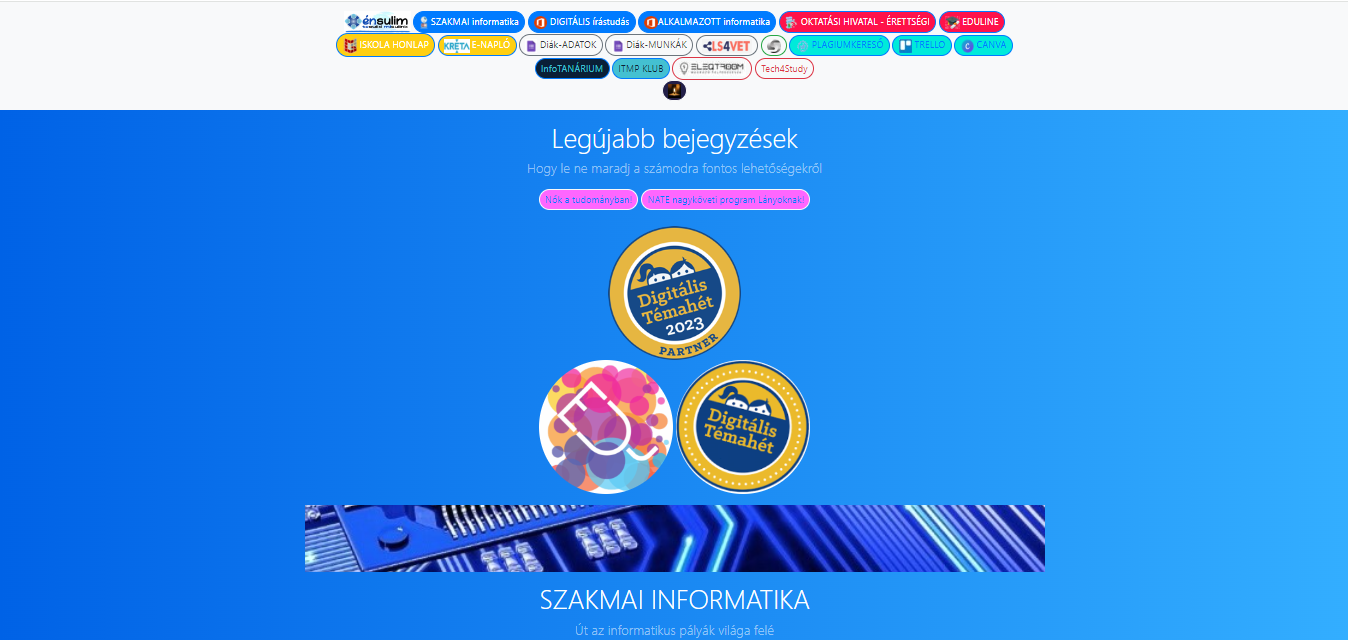 énsulim SZAKMAI informatika DIGITÁLIS írástudás ALKALMAZOTT informatika OKTATÁSI HIVATAL - ÉRETTSÉGI EDULINE
ISKOLA HONLAP KRÉTA E-NAPLÓ Diák-ADATOK Diák-MUNKÁK LS4VET PLÁGIUMKERESŐ TRELLO CANVA
InfoTANÁRIUM ITMP KLUB ELEQTROOM Tech4Study
Legújabb bejegyzések
Hogy le ne maradj a számodra fontos lehetőségekről
Nők a tudományban! NATE nagyköveti program Lányoknak!
Digitális
Témahét
2023
PARTNER
Digitális
Témahét
SZAKMAI INFORMATIKA
Út az informatikus pályák világa felé